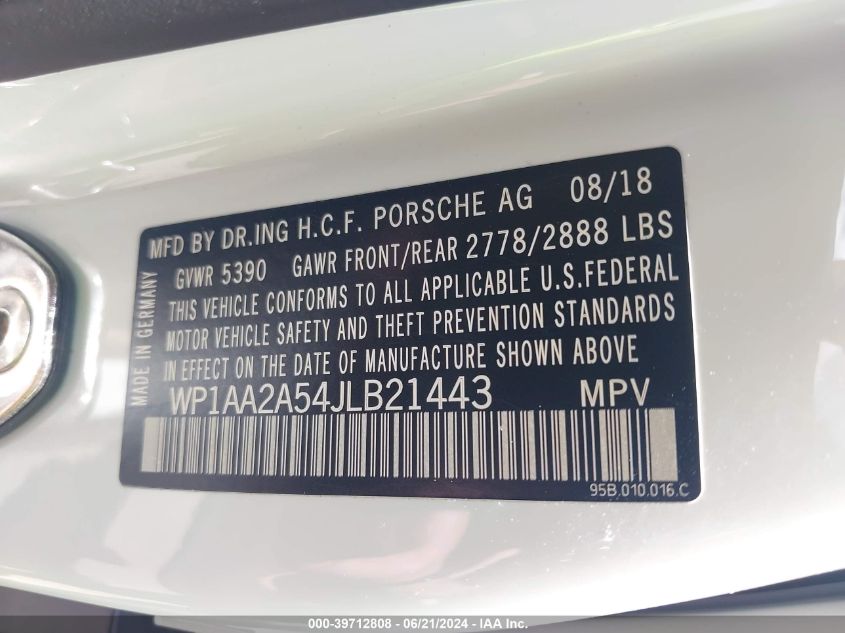 MFD BY DR.ING H.C.F. PORSCHE AG 08/18
GVWR 5390 GAWR FRONT/REAR 2778/2888 LBS
THIS VEHICLE CONFORMS TO ALL APPLICABLE U.S.FEDERAL
MOTOR VEHICLE SAFETY AND THEFT PREVENTION STANDARDS
IN EFFECT ON THE DATE OF MANUFACTURE SHOWN ABOVE
WP1AA2A54JLB21443 MPV
MADE IN GERMANY
95B.010.016.C
000-39712808 - 06/21/2024 - IAA Inc.